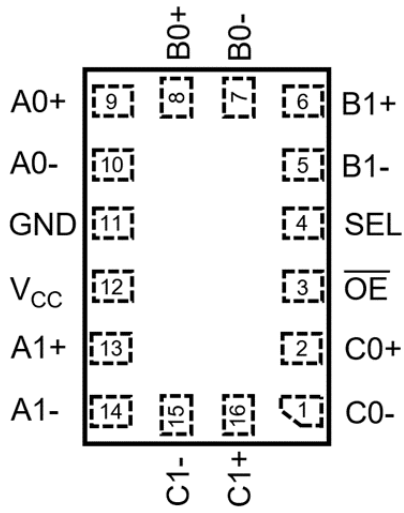 B0+ B0-
A0+ 9 8 7 6 B1+
A0- 10 5 B1-
GND 11 4 SEL
VCC 12 3 OE
A1+ 13 2 C0+
A1- 14 15 16 1 C0-
C1- C1+